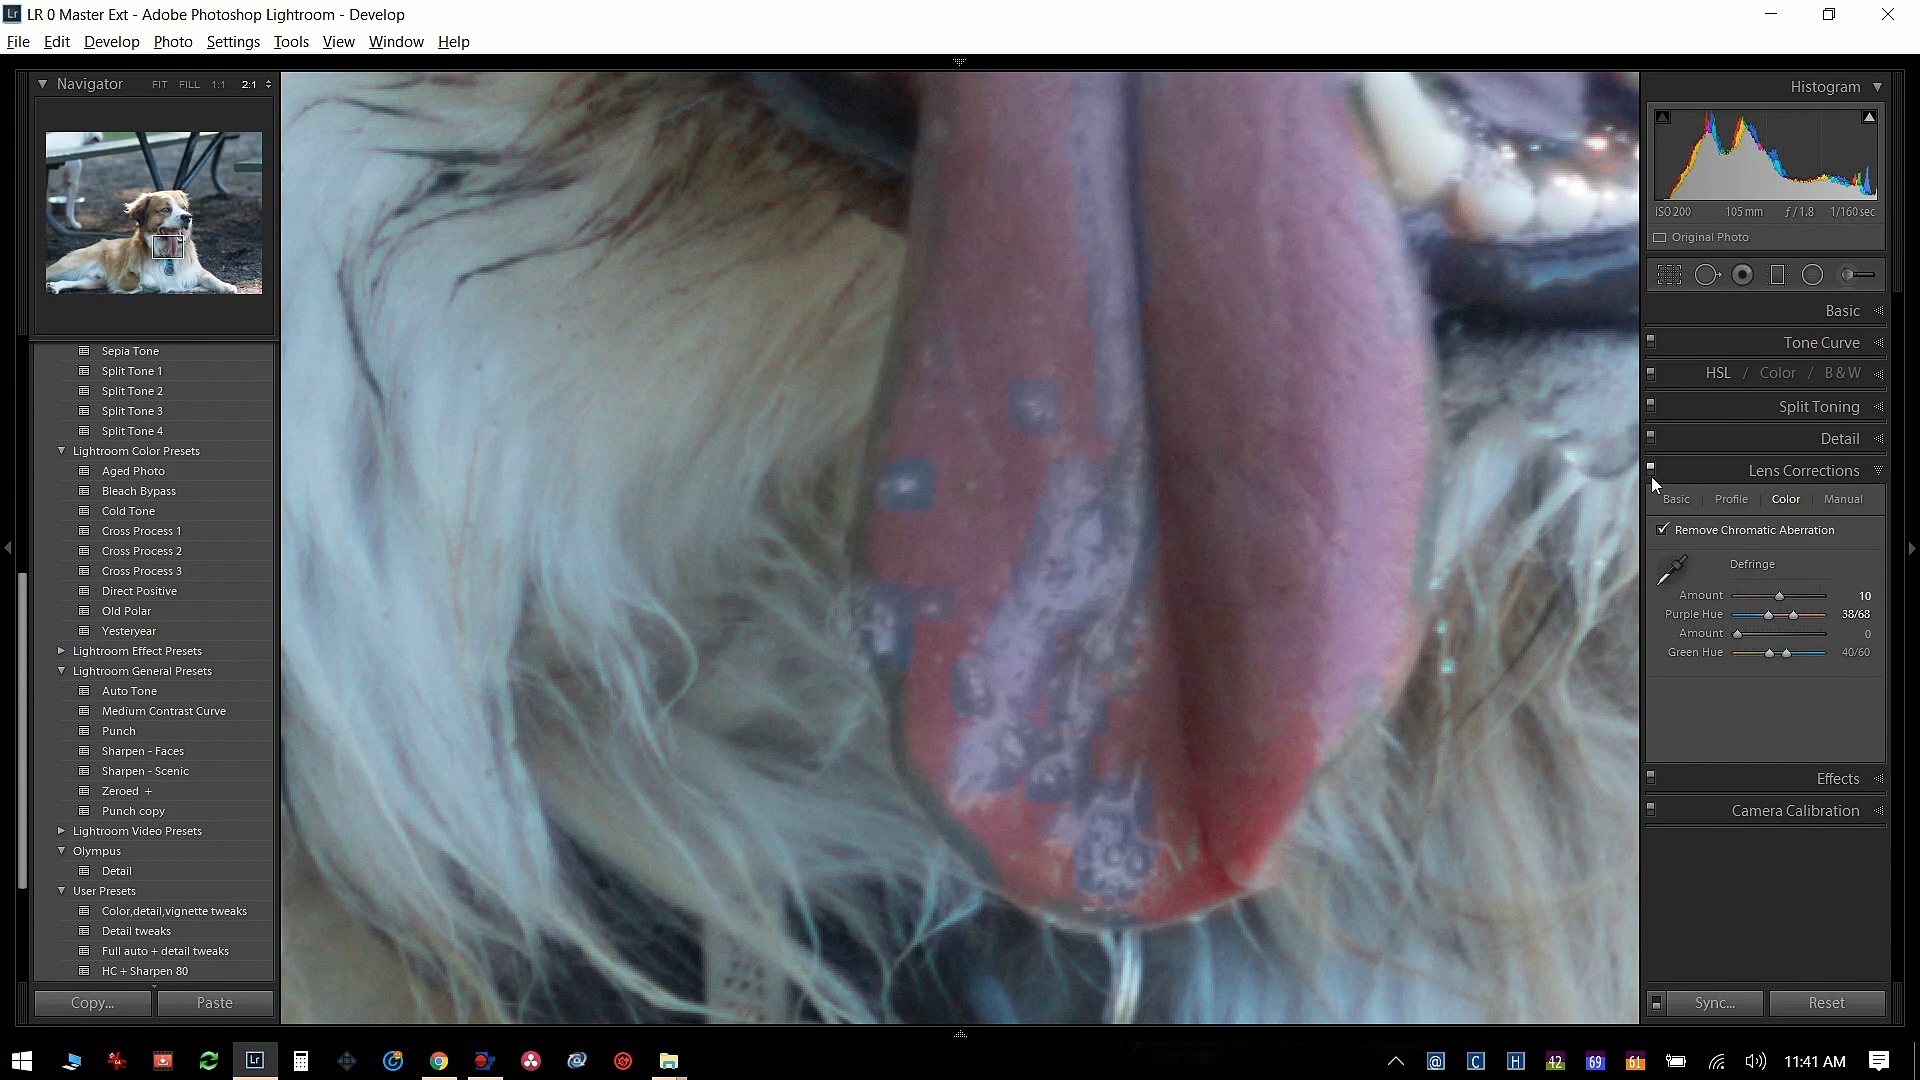 LR 0 Master Ext - Adobe Photoshop Lightroom - Develop
File Edit Develop Photo Settings Tools View Window Help
Navigator FIT FILL 1:1 2:1
Sepia Tone
Split Tone 1
Split Tone 2
Split Tone 3
Split Tone 4
Lightroom Color Presets
Aged Photo
Bleach Bypass
Cold Tone
Cross Process 1
Cross Process 2
Cross Process 3
Direct Positive
Old Polar
Yesteryear
Lightroom Effect Presets
Lightroom General Presets
Auto Tone
Medium Contrast Curve
Punch
Sharpen - Faces
Sharpen - Scenic
Zeroed +
Punch copy
Lightroom Video Presets
Olympus
Detail
User Presets
Color,detail,vignette tweaks
Detail tweaks
Full auto + detail tweaks
HC + Sharpen 80
Copy... Paste
Histogram
ISO 200 105 mm ƒ / 1.8 1/160 sec
Original Photo
Basic
Tone Curve
HSL / Color / B & W
Split Toning
Detail
Lens Corrections
Basic Profile Color Manual
Remove Chromatic Aberration
Defringe
Amount 10
Purple Hue 38/68
Amount 0
Green Hue 40/60
Effects
Camera Calibration
Sync... Reset
Lr @ C H 42 69 61 11:41 AM